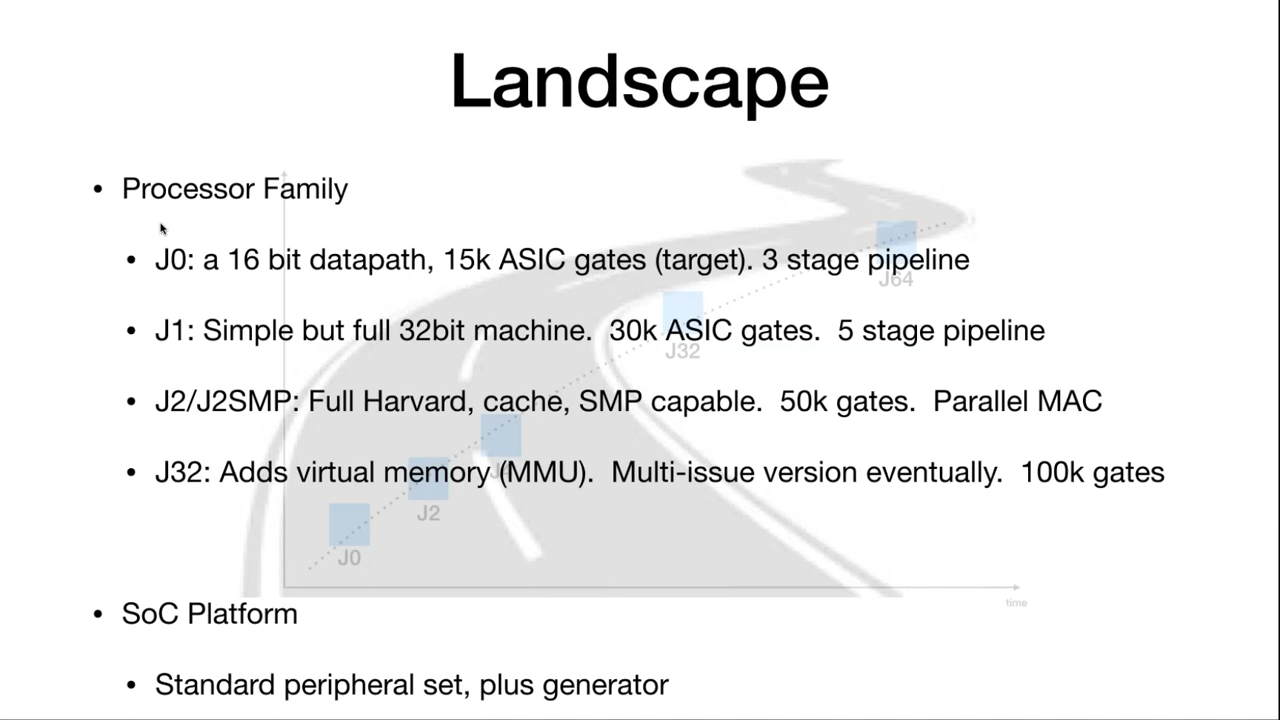 Landscape
• Processor Family
• J0: a 16 bit datapath, 15k ASIC gates (target). 3 stage pipeline
J64
• J1: Simple but full 32bit machine.  30k ASIC gates.  5 stage pipeline
J32
• J2/J2SMP: Full Harvard, cache, SMP capable.  50k gates.  Parallel MAC
• J32: Adds virtual memory (MMU).  Multi-issue version eventually.  100k gates
J2
J0
time
• SoC Platform
• Standard peripheral set, plus generator